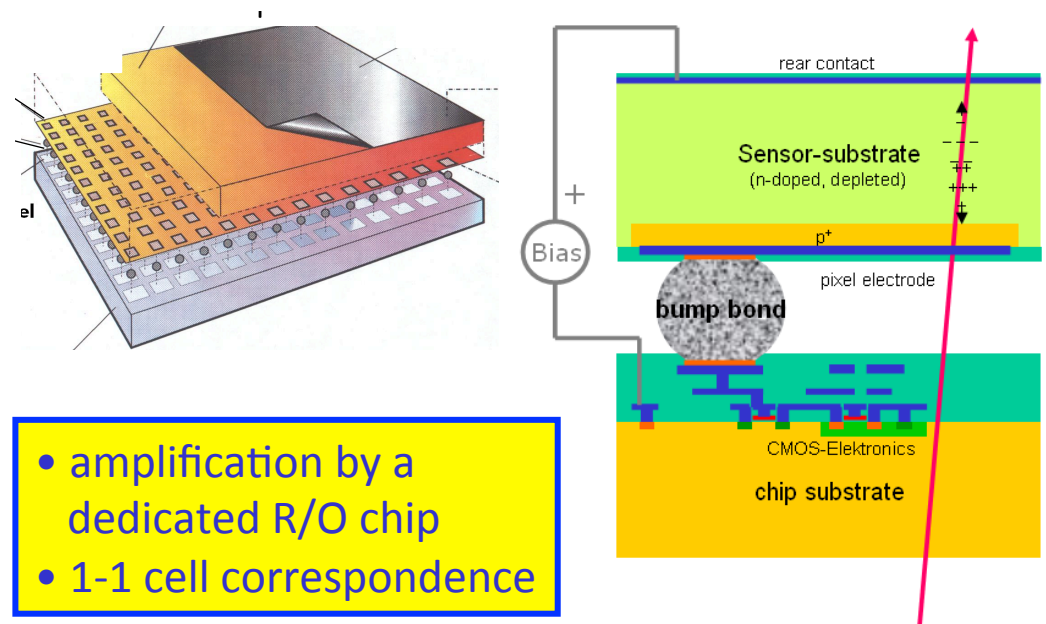 rear contact
Sensor-substrate
(n-doped, depleted)
– – –
++
+++
+
+
p+
Bias
pixel electrode
bump bond
el
CMOS-Elektronics
chip substrate
• amplification by a
dedicated R/O chip
• 1-1 cell correspondence